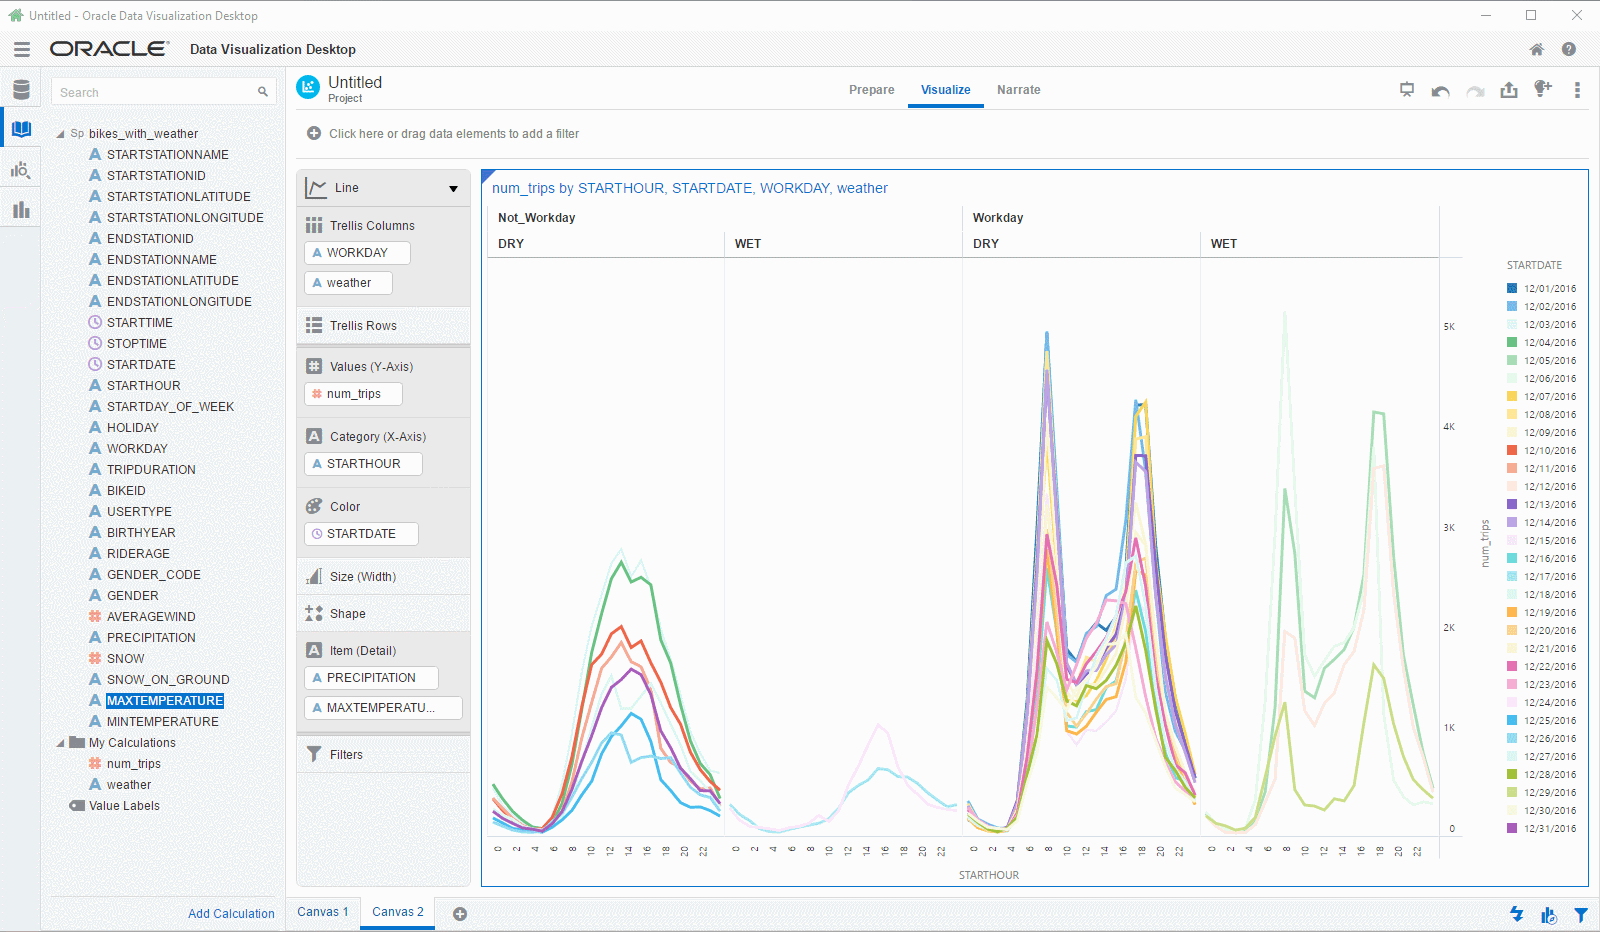 Untitled - Oracle Data Visualization Desktop
ORACLE Data Visualization Desktop
Search
Sp bikes_with_weather
A STARTSTATIONNAME
A STARTSTATIONID
A STARTSTATIONLATITUDE
A STARTSTATIONLONGITUDE
A ENDSTATIONID
A ENDSTATIONNAME
A ENDSTATIONLATITUDE
A ENDSTATIONLONGITUDE
STARTTIME
STOPTIME
STARTDATE
A STARTHOUR
A STARTDAY_OF_WEEK
A HOLIDAY
A WORKDAY
A TRIPDURATION
A BIKEID
A USERTYPE
A BIRTHYEAR
A RIDERAGE
A GENDER_CODE
A GENDER
# AVERAGEWIND
A PRECIPITATION
# SNOW
A SNOW_ON_GROUND
A MAXTEMPERATURE
A MINTEMPERATURE
My Calculations
# num_trips
A weather
Value Labels
Add Calculation
Untitled
Project
Prepare Visualize Narrate
Click here or drag data elements to add a filter
Line
Trellis Columns
A WORKDAY
A weather
Trellis Rows
# Values (Y-Axis)
# num_trips
A Category (X-Axis)
A STARTHOUR
Color
STARTDATE
Size (Width)
Shape
A Item (Detail)
A PRECIPITATION
A MAXTEMPERATU...
Filters
num_trips by STARTHOUR, STARTDATE, WORKDAY, weather
Not_Workday Workday
DRY WET DRY WET
5K
4K
3K
2K
1K
0
num_trips
0 2 4 6 8 10 12 14 16 18 20 22 0 2 4 6 8 10 12 14 16 18 20 22 0 2 4 6 8 10 12 14 16 18 20 22 0 2 4 6 8 10 12 14 16 18 20 22
STARTHOUR
STARTDATE
12/01/2016
12/02/2016
12/03/2016
12/04/2016
12/05/2016
12/06/2016
12/07/2016
12/08/2016
12/09/2016
12/10/2016
12/11/2016
12/12/2016
12/13/2016
12/14/2016
12/15/2016
12/16/2016
12/17/2016
12/18/2016
12/19/2016
12/20/2016
12/21/2016
12/22/2016
12/23/2016
12/24/2016
12/25/2016
12/26/2016
12/27/2016
12/28/2016
12/29/2016
12/30/2016
12/31/2016
Canvas 1 Canvas 2